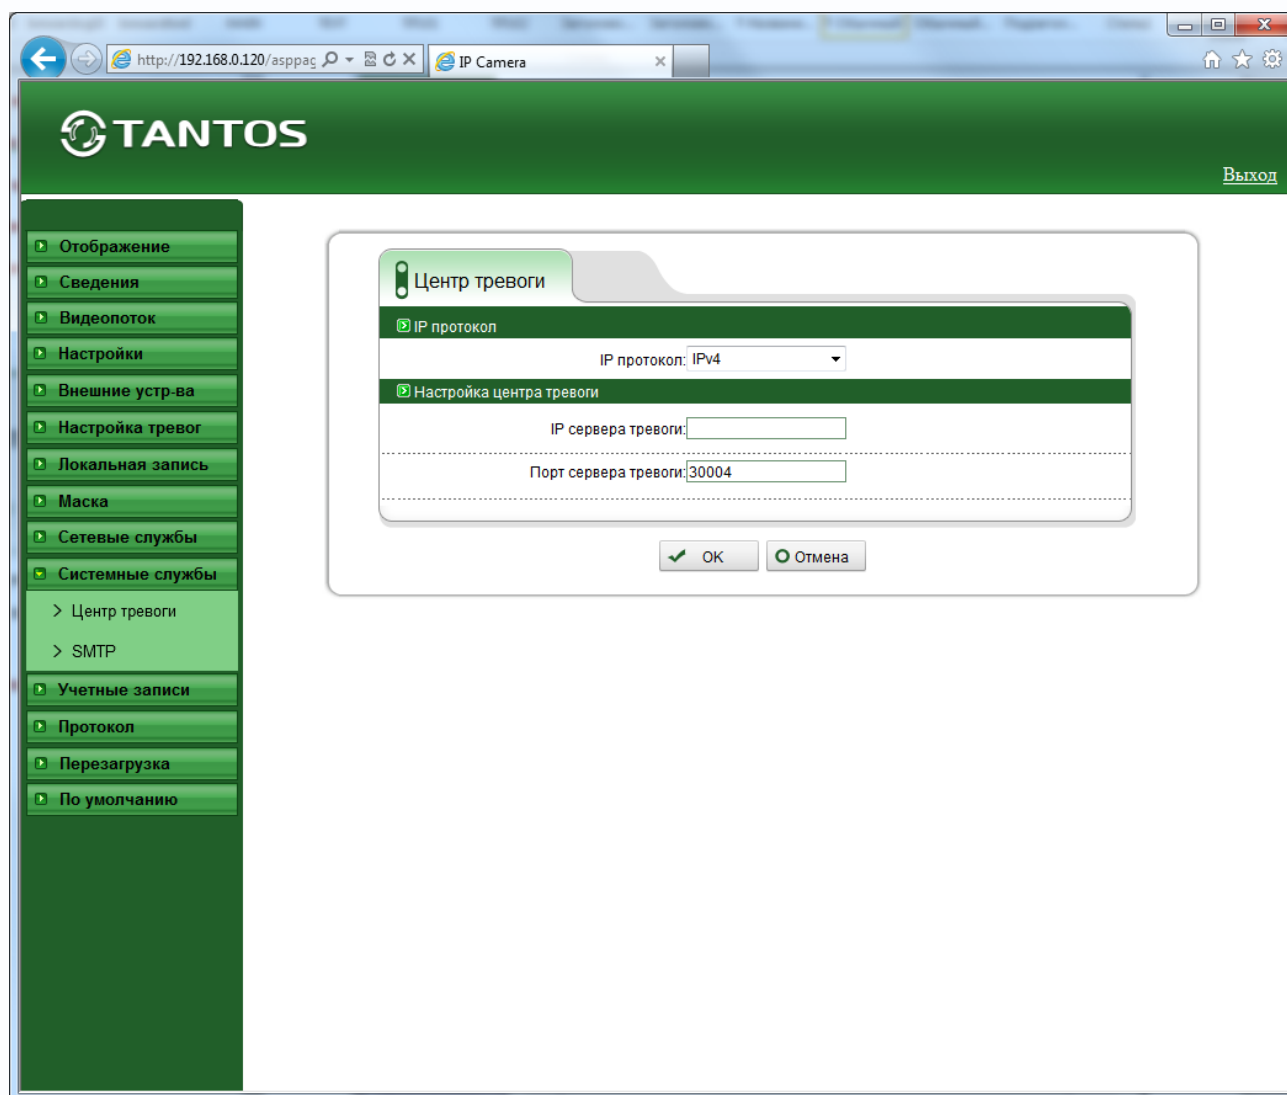 http://192.168.0.120/asppag
IP Camera
TANTOS
Выход
Отображение
Сведения
Видеопоток
Настройки
Внешние устр-ва
Настройка тревог
Локальная запись
Маска
Сетевые службы
Системные службы
Центр тревоги
SMTP
Учетные записи
Протокол
Перезагрузка
По умолчанию
Центр тревоги
IP протокол
IP протокол: IPv4
Настройка центра тревоги
IP сервера тревоги:
Порт сервера тревоги: 30004
OK
Отмена